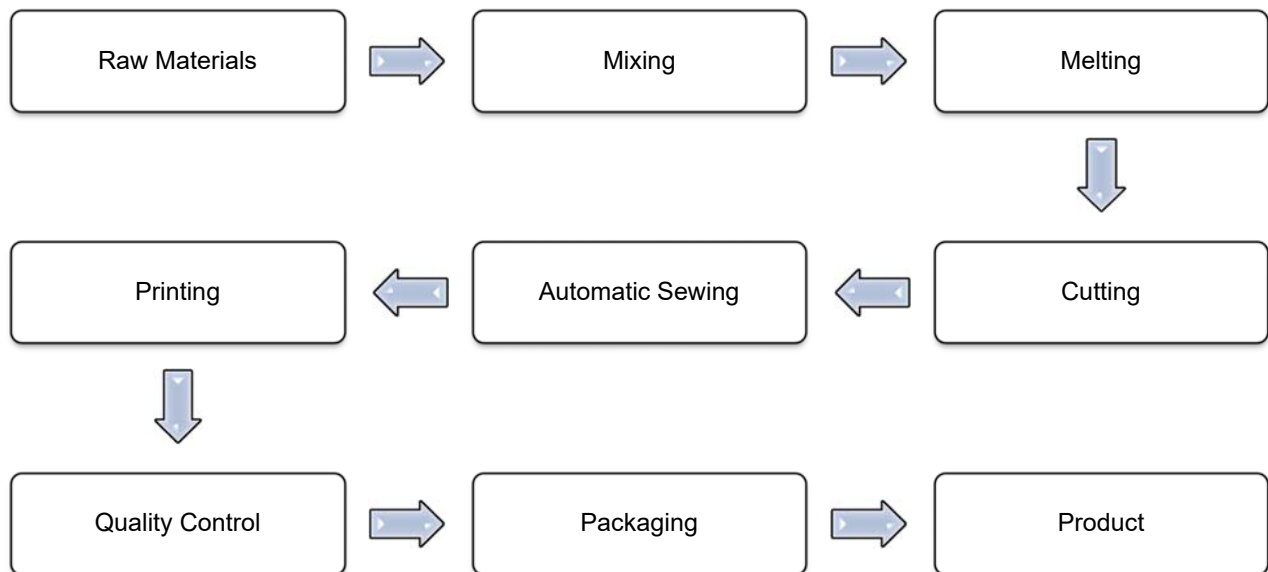 Raw Materials
Mixing
Melting
Cutting
Automatic Sewing
Printing
Quality Control
Packaging
Product